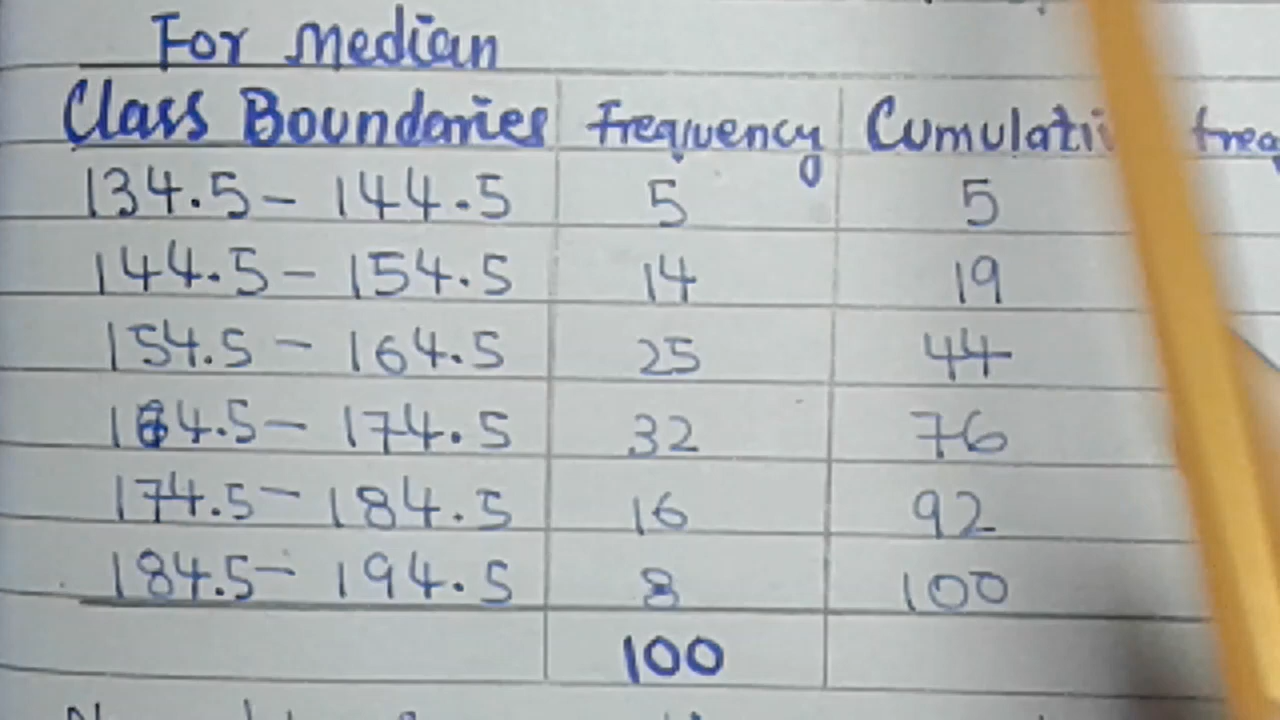 For Median
Class Boundaries Frequency Cumulati freq
134.5 - 144.5 5 5
144.5 - 154.5 14 19
154.5 - 164.5 25 44
164.5 - 174.5 32 76
174.5 - 184.5 16 92
184.5 - 194.5 8 100
100